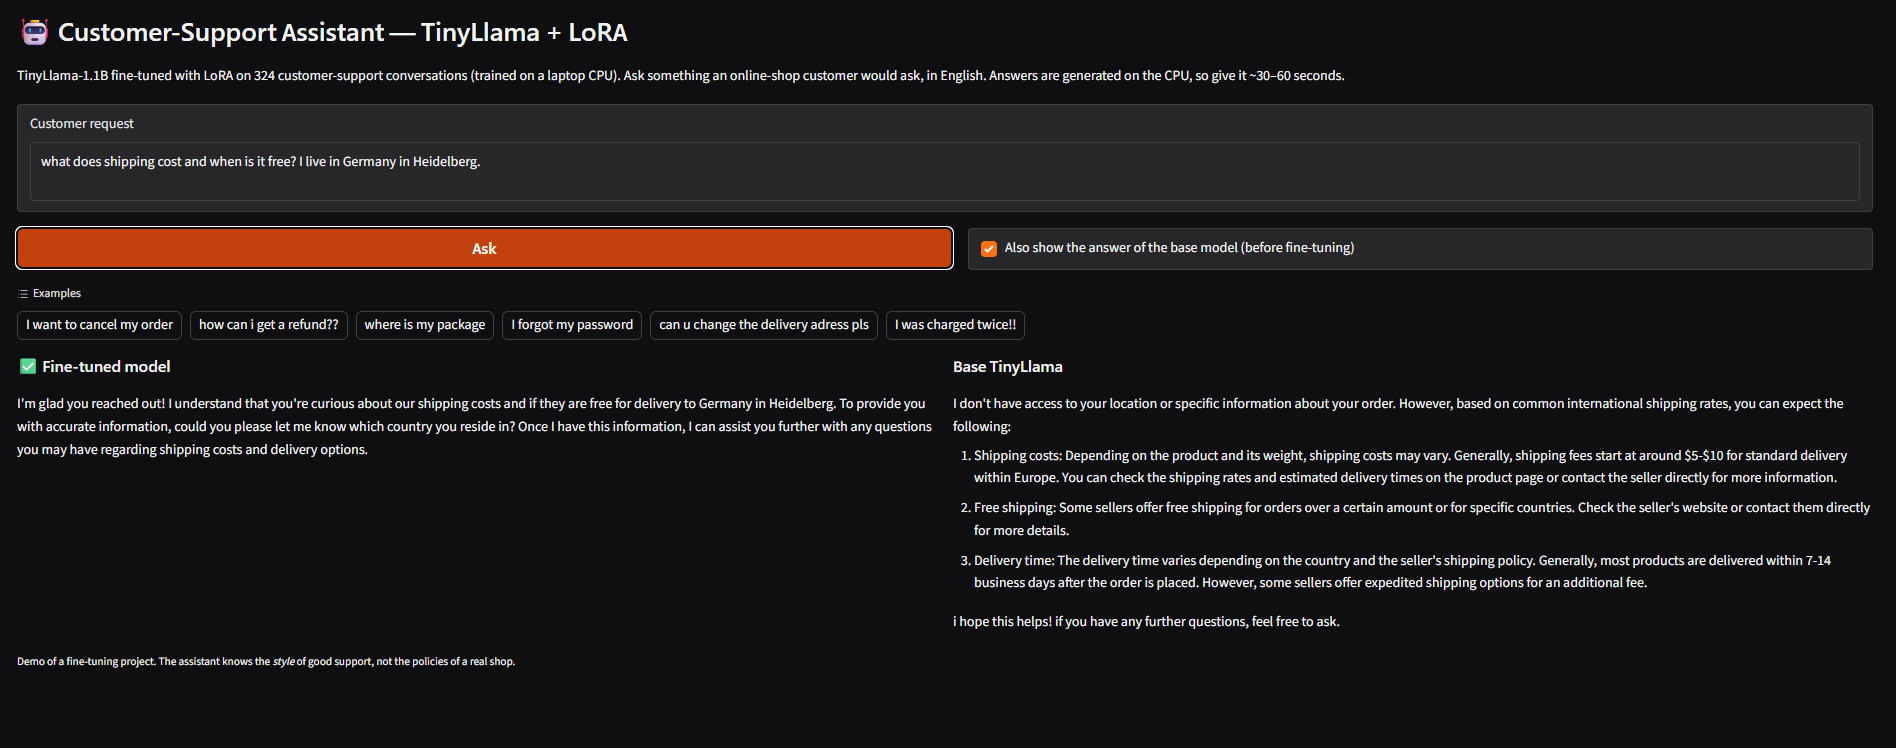 Customer-Support Assistant — TinyLlama + LoRA
TinyLlama-1.1B fine-tuned with LoRA on 324 customer-support conversations (trained on a laptop CPU). Ask something an online-shop customer would ask, in English. Answers are generated on the CPU, so give it ~30–60 seconds.
Customer request
what does shipping cost and when is it free? I live in Germany in Heidelberg.
Ask
Also show the answer of the base model (before fine-tuning)
Examples
I want to cancel my order
how can i get a refund??
where is my package
I forgot my password
can u change the delivery adress pls
I was charged twice!!
Fine-tuned model
I'm glad you reached out! I understand that you're curious about our shipping costs and if they are free for delivery to Germany in Heidelberg. To provide you
with accurate information, could you please let me know which country you reside in? Once I have this information, I can assist you further with any questions
you may have regarding shipping costs and delivery options.
Base TinyLlama
I don't have access to your location or specific information about your order. However, based on common international shipping rates, you can expect the
following:
1. Shipping costs: Depending on the product and its weight, shipping costs may vary. Generally, shipping fees start at around $5-$10 for standard delivery
within Europe. You can check the shipping rates and estimated delivery times on the product page or contact the seller directly for more information.
2. Free shipping: Some sellers offer free shipping for orders over a certain amount or for specific countries. Check the seller's website or contact them directly
for more details.
3. Delivery time: The delivery time varies depending on the country and the seller's shipping policy. Generally, most products are delivered within 7-14
business days after the order is placed. However, some sellers offer expedited shipping options for an additional fee.
i hope this helps! if you have any further questions, feel free to ask.
Demo of a fine-tuning project. The assistant knows the style of good support, not the policies of a real shop.